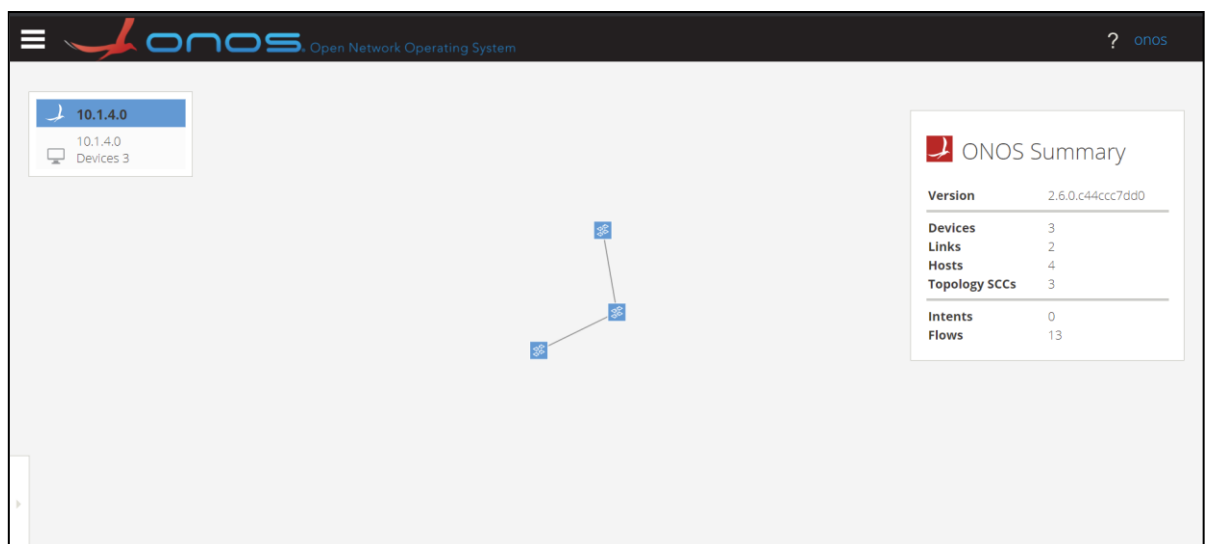 onos. Open Network Operating System
? onos
10.1.4.0
10.1.4.0
Devices 3
ONOS Summary
Version 2.6.0.c44ccc7dd0
Devices 3
Links 2
Hosts 4
Topology SCCs 3
Intents 0
Flows 13